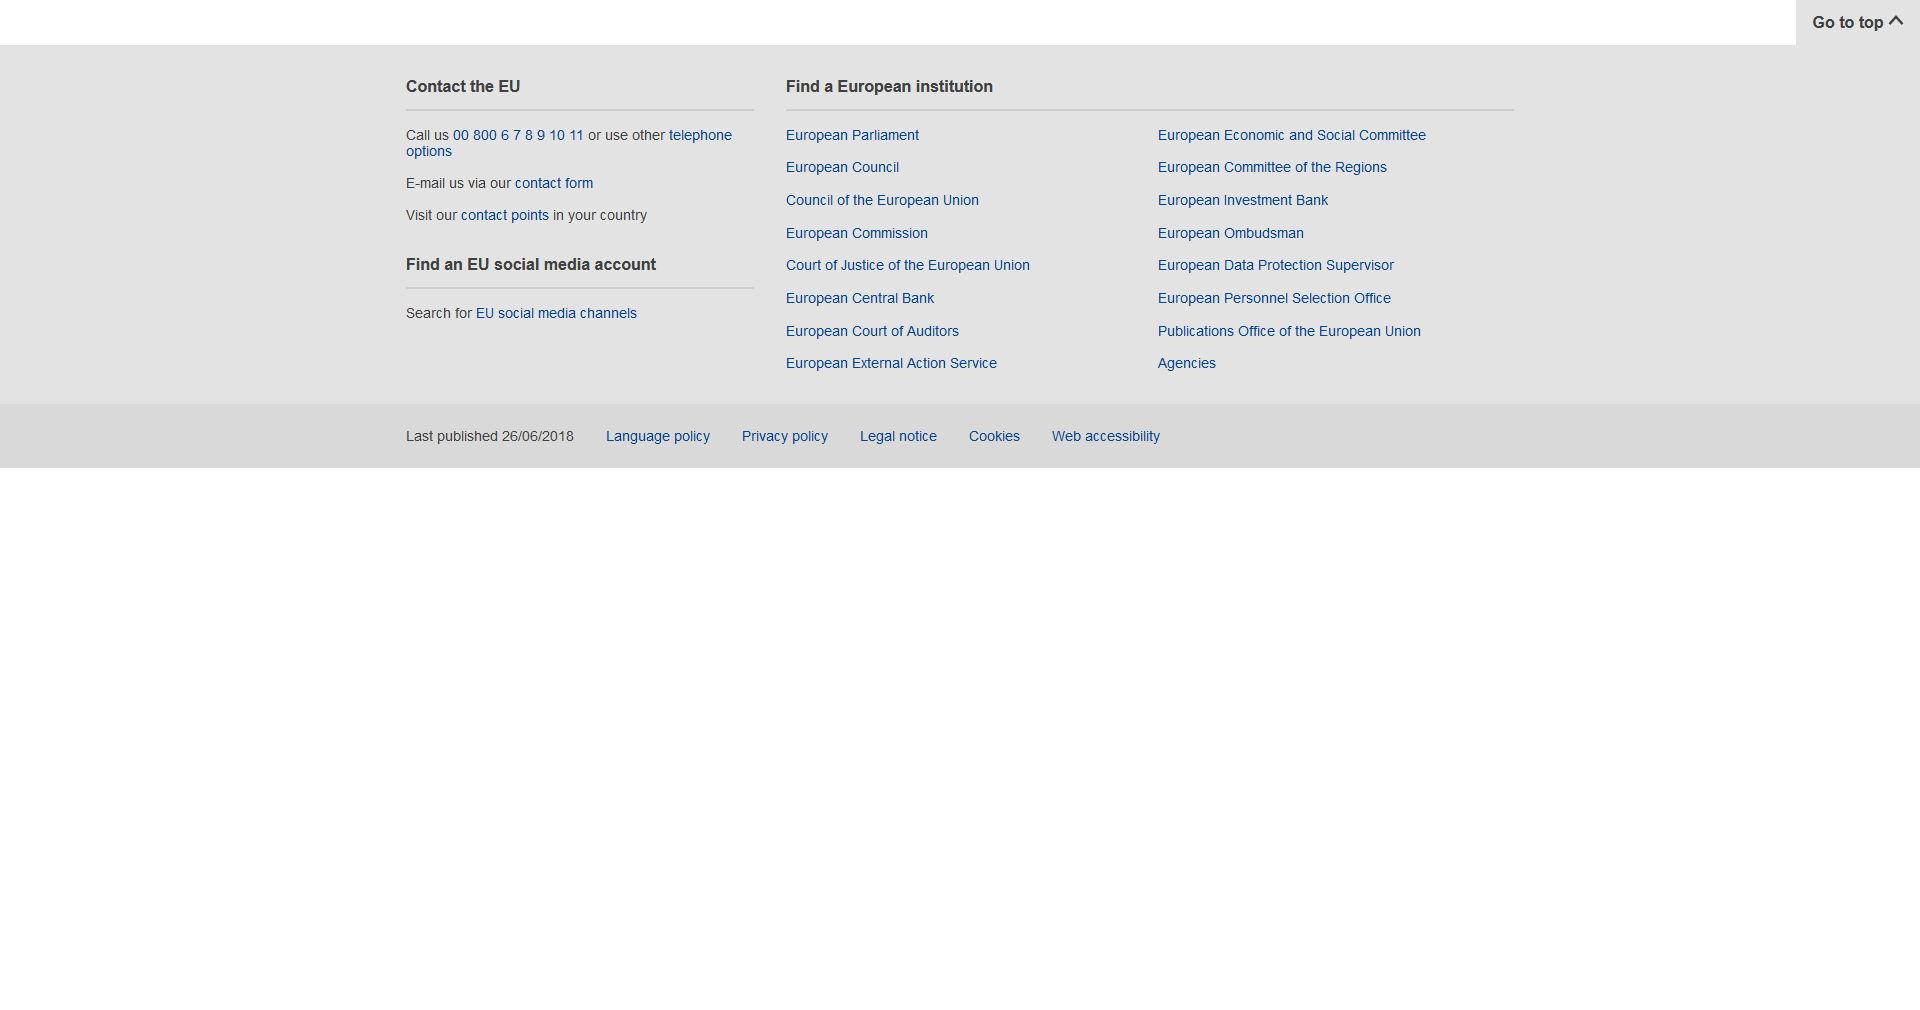 Go to top
Contact the EU
Call us 00 800 6 7 8 9 10 11 or use other telephone
options
E-mail us via our contact form
Visit our contact points in your country
Find an EU social media account
Search for EU social media channels
Find a European institution
European Parliament
European Council
Council of the European Union
European Commission
Court of Justice of the European Union
European Central Bank
European Court of Auditors
European External Action Service
European Economic and Social Committee
European Committee of the Regions
European Investment Bank
European Ombudsman
European Data Protection Supervisor
European Personnel Selection Office
Publications Office of the European Union
Agencies
Last published 26/06/2018 Language policy Privacy policy Legal notice Cookies Web accessibility